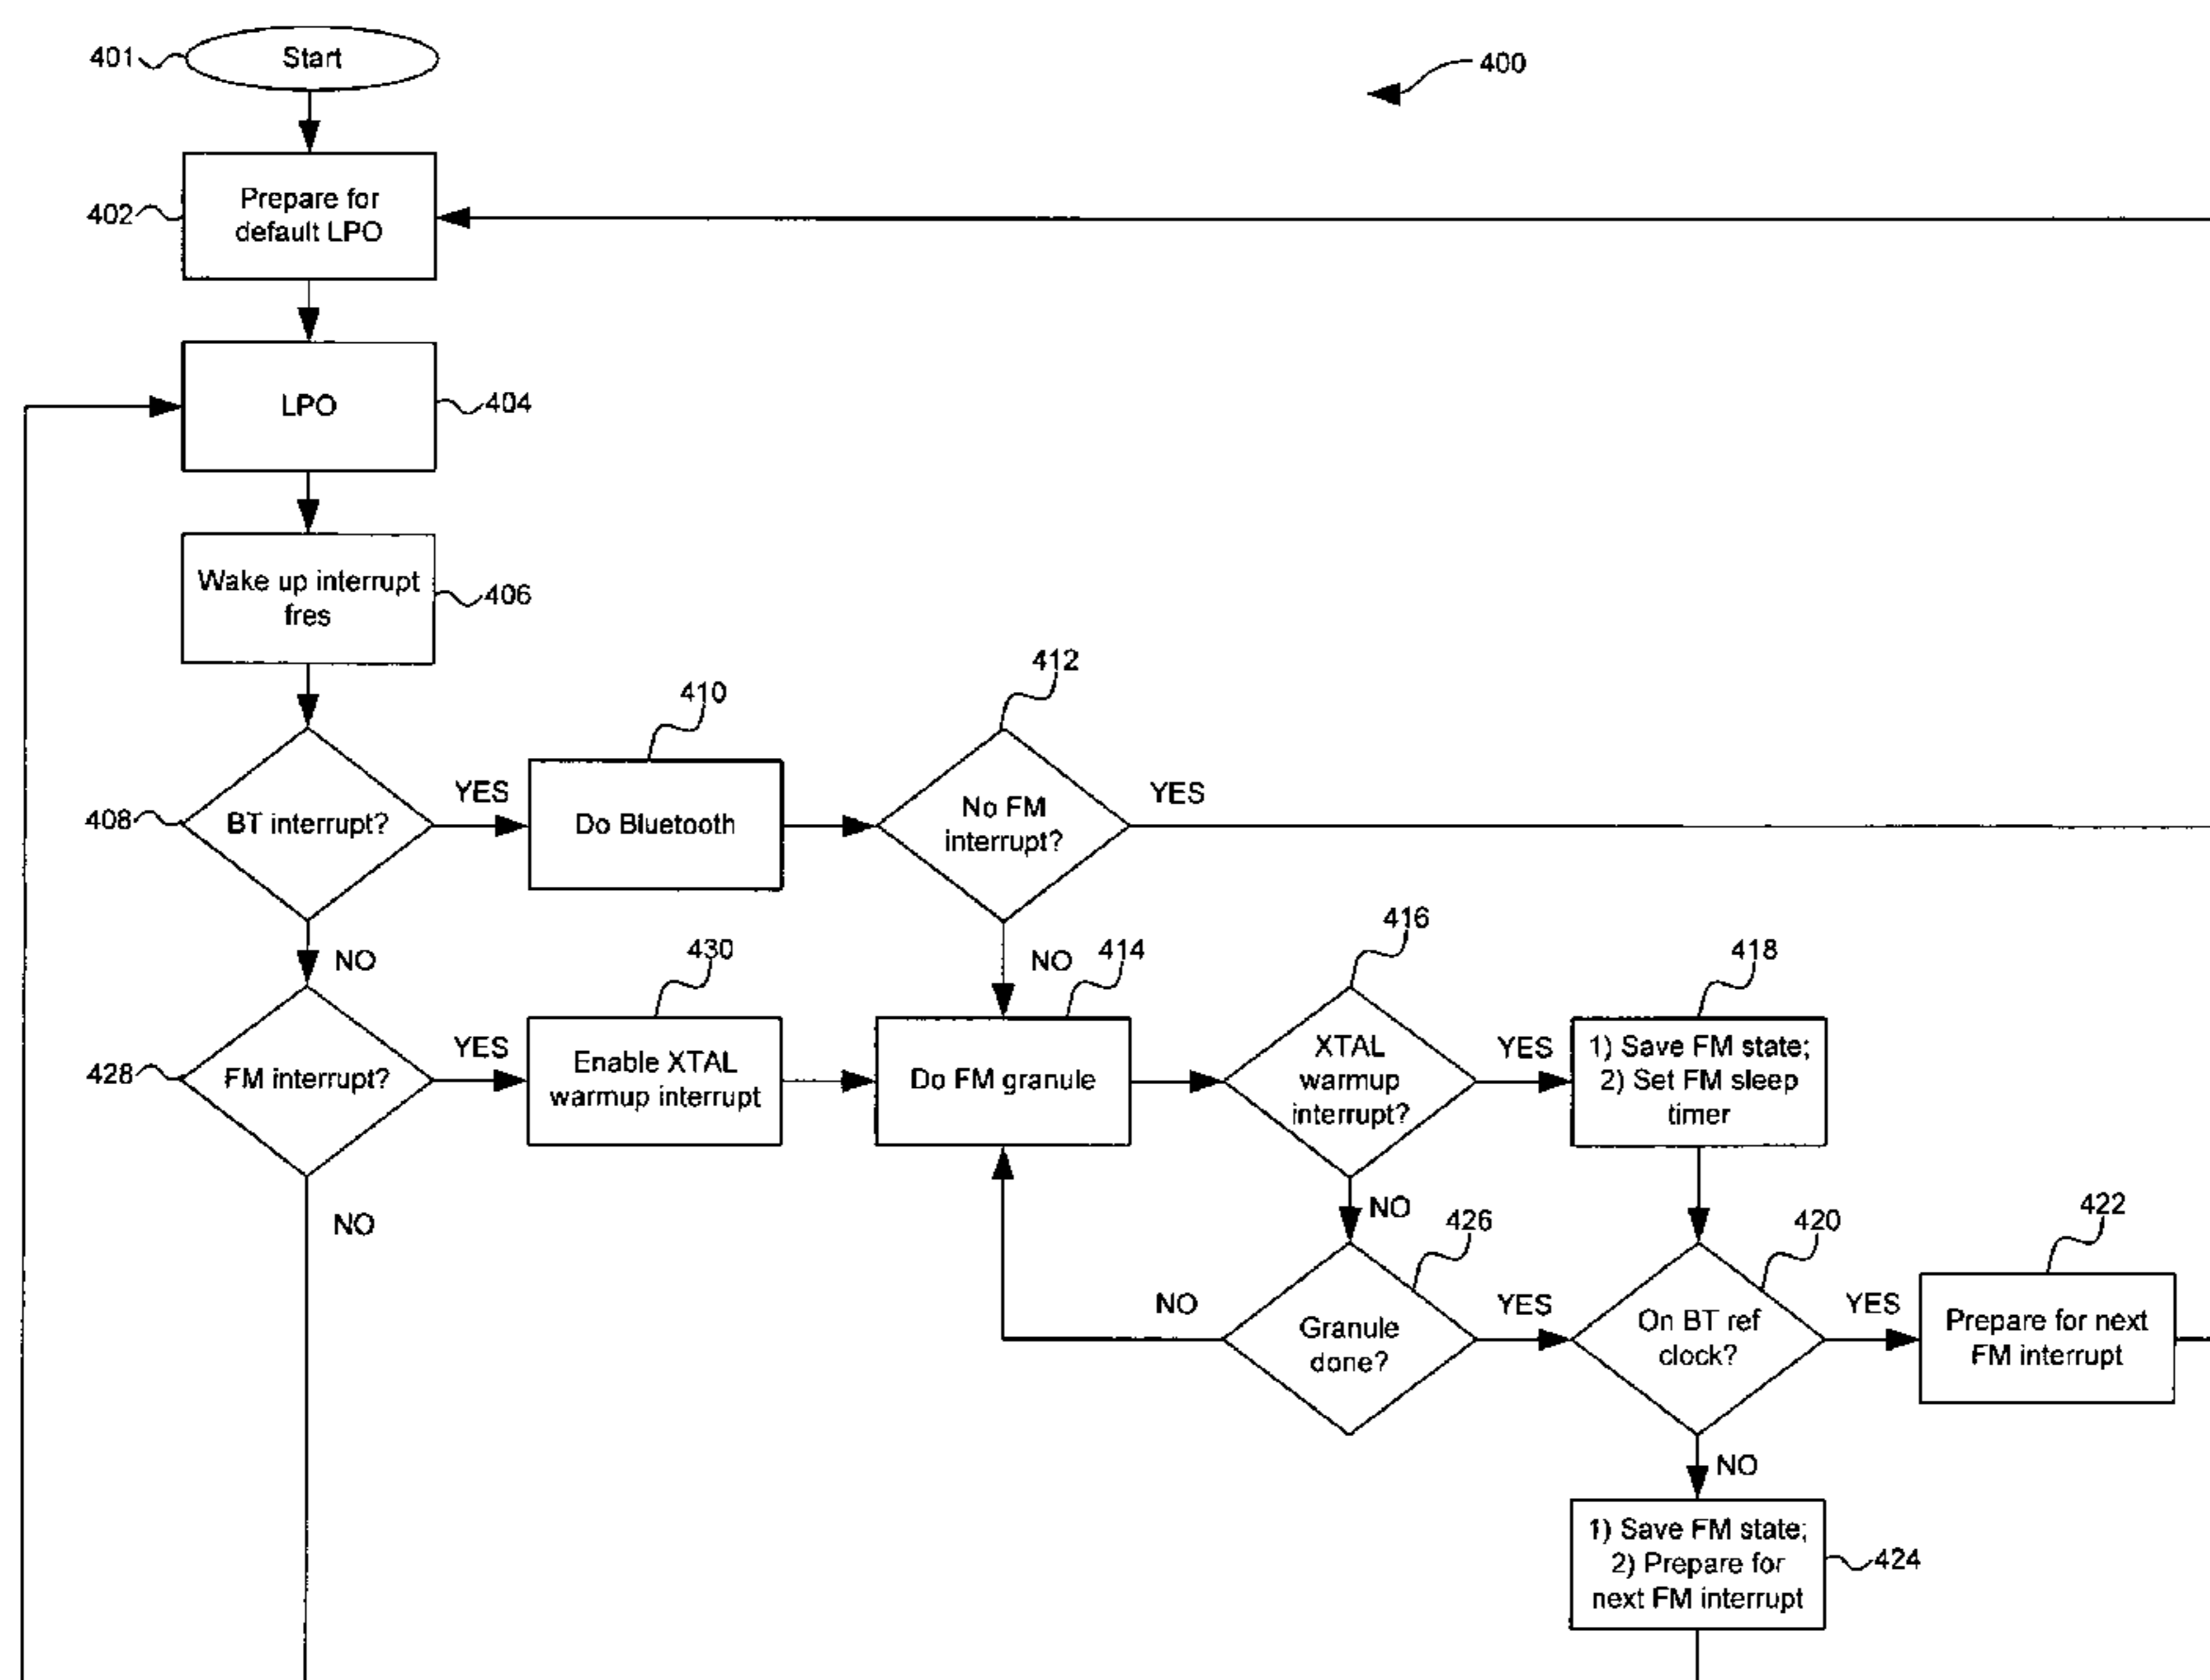 401
Start
400
402
Prepare for
default LPO
LPO
404
Wake up interrupt
fres
406
412
410
408
BT interrupt?
YES
Do Bluetooth
No FM
interrupt?
YES
NO
NO
430
414
416
418
428
FM interrupt?
YES
Enable XTAL
warmup interrupt
Do FM granule
XTAL
warmup
interrupt?
YES
1) Save FM state;
2) Set FM sleep
timer
NO
NO
426
420
422
NO
Granule
done?
YES
On BT ref
clock?
YES
Prepare for next
FM interrupt
NO
1) Save FM state;
2) Prepare for
next FM interrupt
424